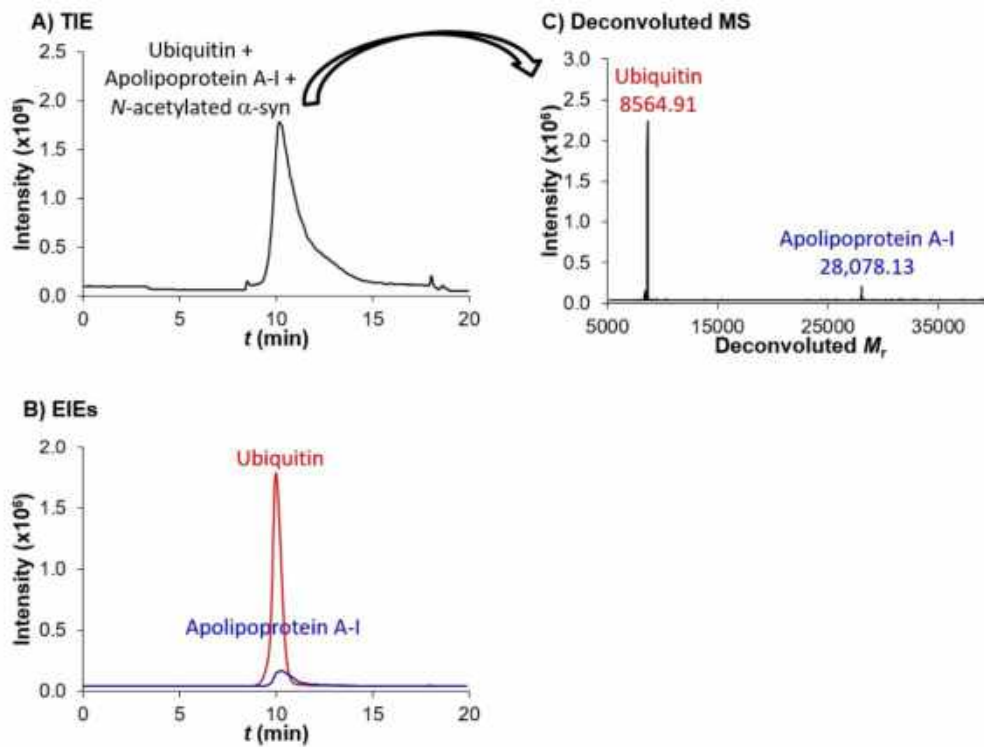 A) TIE
2.5
2.0
1.5
1.0
0.5
0.0
Intensity (x10⁸)
Ubiquitin +
Apolipoprotein A-I +
N-acetylated α-syn
0 5 10 15 20
t (min)
C) Deconvoluted MS
3.0
2.5
2.0
1.5
1.0
0.5
0.0
Intensity (x10⁶)
Ubiquitin
8564.91
Apolipoprotein A-I
28,078.13
5000 15000 25000 35000
Deconvoluted Mr
B) EIEs
2.0
1.5
1.0
0.5
0.0
Intensity (x10⁶)
Ubiquitin
Apolipoprotein A-I
0 5 10 15 20
t (min)